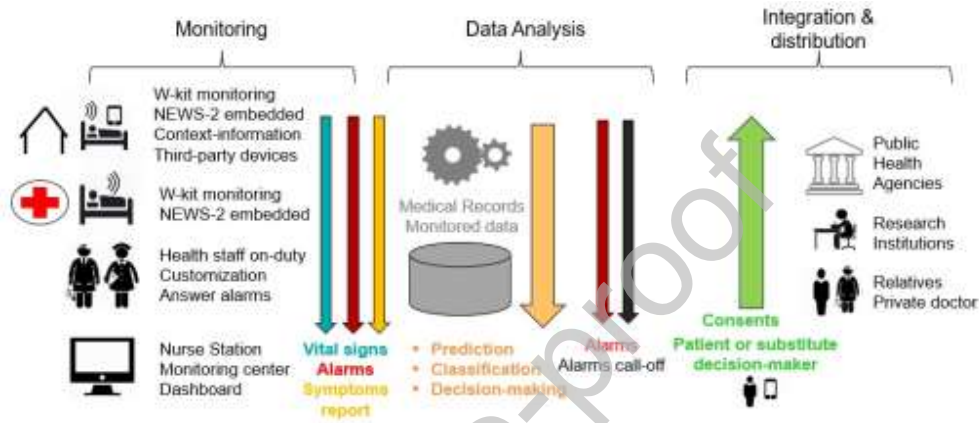 Monitoring
Data Analysis
Integration &
distribution
W-kit monitoring
NEWS-2 embedded
Context-information
Third-party devices
W-kit monitoring
NEWS-2 embedded
Health staff on-duty
Customization
Answer alarms
Nurse Station
Monitoring center
Dashboard
Vital signs
Alarms
Symptoms
report
Medical Records
Monitored data
• Prediction
• Classification
• Decision-making
Alarms
Alarms call-off
Consents
Patient or substitute
decision-maker
Public
Health
Agencies
Research
Institutions
Relatives
Private doctor
e-proof